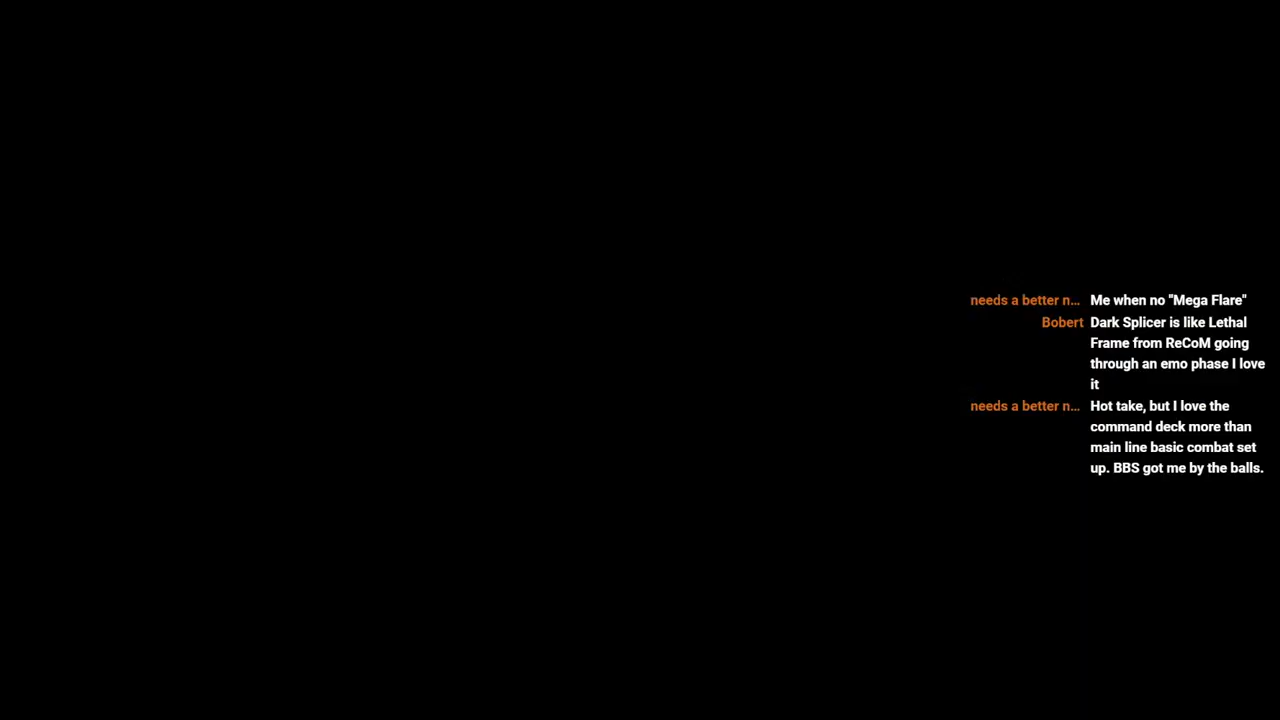 needs a better n... Me when no "Mega Flare"
Bobert Dark Splicer is like Lethal
Frame from ReCoM going
through an emo phase I love
it
needs a better n... Hot take, but I love the
command deck more than
main line basic combat set
up. BBS got me by the balls.